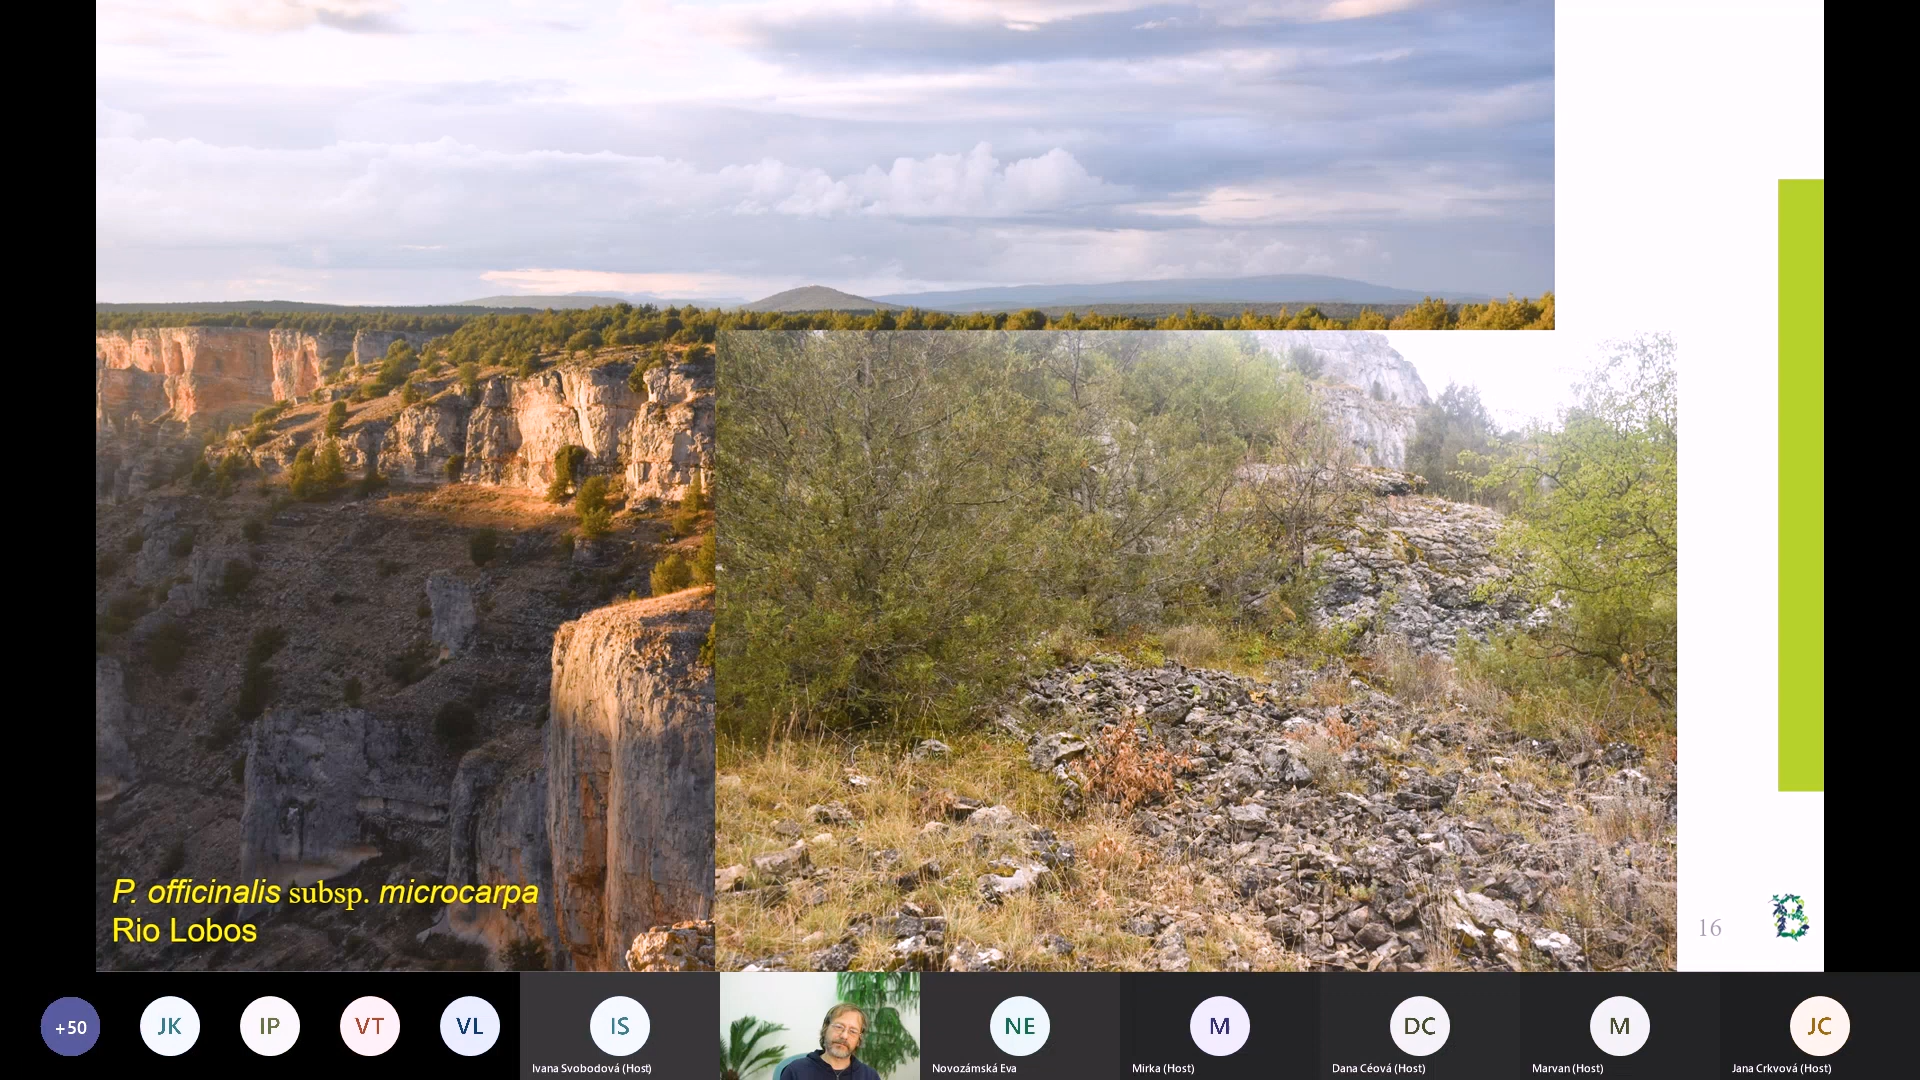 P. officinalis subsp. microcarpa
Rio Lobos
16
B
+50
JK
IP
VT
VL
IS
NE
M
DC
M
JC
Ivana Svobodová (Host)
Novozámská Eva
Mirka (Host)
Dana Céová (Host)
Marvan (Host)
Jana Crkvová (Host)